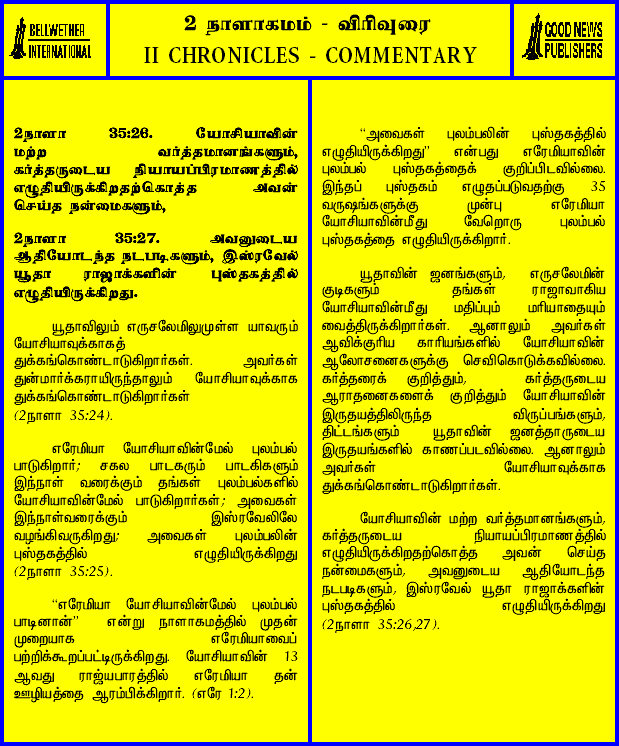 BELLWETHER
INTERNATIONAL
2 நாளாகமம் - விரிவுரை
II CHRONICLES - COMMENTARY
GOOD NEWS
PUBLISHERS
2நாளா 35:26. யோசியாவின்
மற்ற வர்த்தமானங்களும்,
கர்த்தருடைய நியாயப்பிரமாணத்தில்
எழுதியிருக்கிறதற்கொத்த அவன்
செய்த நன்மைகளும்,
2நாளா 35:27. அவனுடைய
ஆதியோடந்த நடபடிகளும், இஸ்ரவேல்
யூதா ராஜாக்களின் புஸ்தகத்தில்
எழுதியிருக்கிறது.
யூதாவிலும் எருசலேமிலுமுள்ள யாவரும்
யோசியாவுக்காகத்
துக்கங்கொண்டாடுகிறார்கள். அவர்கள்
துன்மார்க்கராயிருந்தாலும் யோசியாவுக்காக
துக்கங்கொண்டாடுகிறார்கள்
(2நாளா 35:24).
எரேமியா யோசியாவின்மேல் புலம்பல்
பாடுகிறார்; சகல பாடகரும் பாடகிகளும்
இந்நாள் வரைக்கும் தங்கள் புலம்பல்களில்
யோசியாவின்மேல் பாடுகிறார்கள்; அவைகள்
இந்நாள்வரைக்கும் இஸ்ரவேலிலே
வழங்கிவருகிறது; அவைகள் புலம்பலின்
புஸ்தகத்தில் எழுதியிருக்கிறது
(2நாளா 35:25).
“எரேமியா யோசியாவின்மேல் புலம்பல்
பாடினான்” என்று நாளாகமத்தில் முதன்
முறையாக எரேமியாவைப்
பற்றிக்கூறப்பட்டிருக்கிறது. யோசியாவின் 13
ஆவது ராஜ்யபாரத்தில் எரேமியா தன்
ஊழியத்தை ஆரம்பிக்கிறார். (எரே 1:2).
“அவைகள் புலம்பலின் புஸ்தகத்தில்
எழுதியிருக்கிறது” என்பது எரேமியாவின்
புலம்பல் புஸ்தகத்தைக் குறிப்பிடவில்லை.
இந்தப் புஸ்தகம் எழுதப்படுவதற்கு 35
வருஷங்களுக்கு முன்பு எரேமியா
யோசியாவின்மீது வேறொரு புலம்பல்
புஸ்தகத்தை எழுதியிருக்கிறார்.
யூதாவின் ஜனங்களும், எருசலேமின்
குடிகளும் தங்கள் ராஜாவாகிய
யோசியாவின்மீது மதிப்பும் மரியாதையும்
வைத்திருக்கிறார்கள். ஆனாலும் அவர்கள்
ஆவிக்குரிய காரியங்களில் யோசியாவின்
ஆலோசனைகளுக்கு செவிகொடுக்கவில்லை.
கர்த்தரைக் குறித்தும், கர்த்தருடைய
ஆராதனைகளைக் குறித்தும் யோசியாவின்
இருதயத்திலிருந்த விருப்பங்களும்,
திட்டங்களும் யூதாவின் ஜனத்தாருடைய
இருதயங்களில் காணப்படவில்லை. ஆனாலும்
அவர்கள் யோசியாவுக்காக
துக்கங்கொண்டாடுகிறார்கள்.
யோசியாவின் மற்ற வர்த்தமானங்களும்,
கர்த்தருடைய நியாயப்பிரமாணத்தில்
எழுதியிருக்கிறதற்கொத்த அவன் செய்த
நன்மைகளும், அவனுடைய ஆதியோடந்த
நடபடிகளும், இஸ்ரவேல் யூதா ராஜாக்களின்
புஸ்தகத்தில் எழுதியிருக்கிறது
(2நாளா 35:26,27).